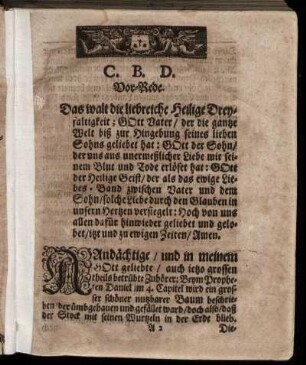 C. B. D.
Vor-Rede.
Das walt die liebreiche Heilige Drey-
faltigkeit; GOtt Vater/ der die gantze
Welt biß zur Hingebung seines lieben
Sohns geliebet hat: GOtt der Sohn/
der uns aus unermeßlicher Liebe mit sei-
nem Blut und Tode erlöset hat: GOtt
der Heilige Geist/ der als das ewige Lie-
bes-Band zwischen Vater und dem
Sohn/ solche Liebe durch den Glauben in
unsern Hertzen versiegelt: Hoch von uns
allen dafür hinwieder geliebet und gelo-
bet/ itzt und zu ewigen Zeiten/ Amen.
ANdächtige/ und in meinem
GOtt geliebte/ auch ietzo grossen
theils betrübte Zuhörer: Beym Prophe-
ten Daniel im 4. Capitel wird ein gros-
ser schöner nutzbarer Baum beschrie-
ben der umbgehauen und gefället ward/ doch also/ daß
der Stock mit seinen Wurtzeln in der Erde blieb.
A 2 Die-